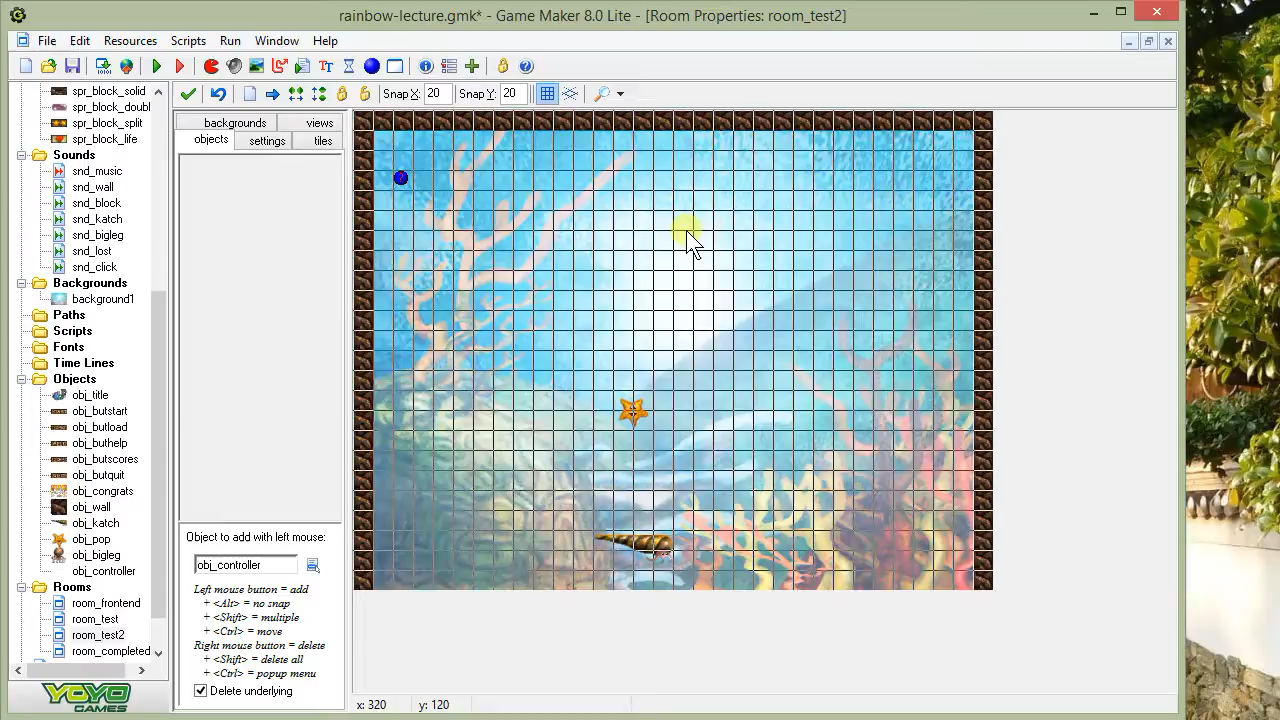 rainbow-lecture.gmk* - Game Maker 8.0 Lite - [Room Properties: room_test2]
File Edit Resources Scripts Run Window Help
Snap X: 20 Snap Y: 20
spr_block_solid
spr_block_doubl
spr_block_split
spr_block_life
Sounds
snd_music
snd_wall
snd_block
snd_katch
snd_bigleg
snd_lost
snd_click
Backgrounds
background1
Paths
Scripts
Fonts
Time Lines
Objects
obj_title
obj_butstart
obj_butload
obj_buthelp
obj_butscores
obj_butquit
obj_congrats
obj_wall
obj_katch
obj_pop
obj_bigleg
obj_controller
Rooms
room_frontend
room_test
room_test2
room_completed
YOYO
GAMES
backgrounds views
objects settings tiles
Object to add with left mouse:
obj_controller
Left mouse button = add
+ <Alt> = no snap
+ <Shift> = multiple
+ <Ctrl> = move
Right mouse button = delete
+ <Shift> = delete all
+ <Ctrl> = popup menu
Delete underlying
x: 320 y: 120